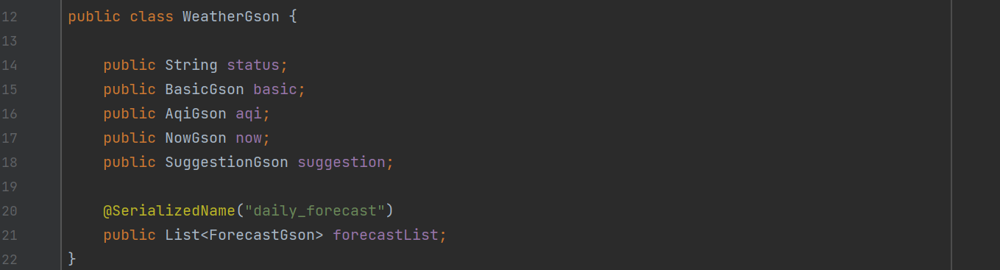 12 public class WeatherGson {
13
14     public String status;
15     public BasicGson basic;
16     public AqiGson aqi;
17     public NowGson now;
18     public SuggestionGson suggestion;
19
20     @SerializedName("daily_forecast")
21     public List<ForecastGson> forecastList;
22 }